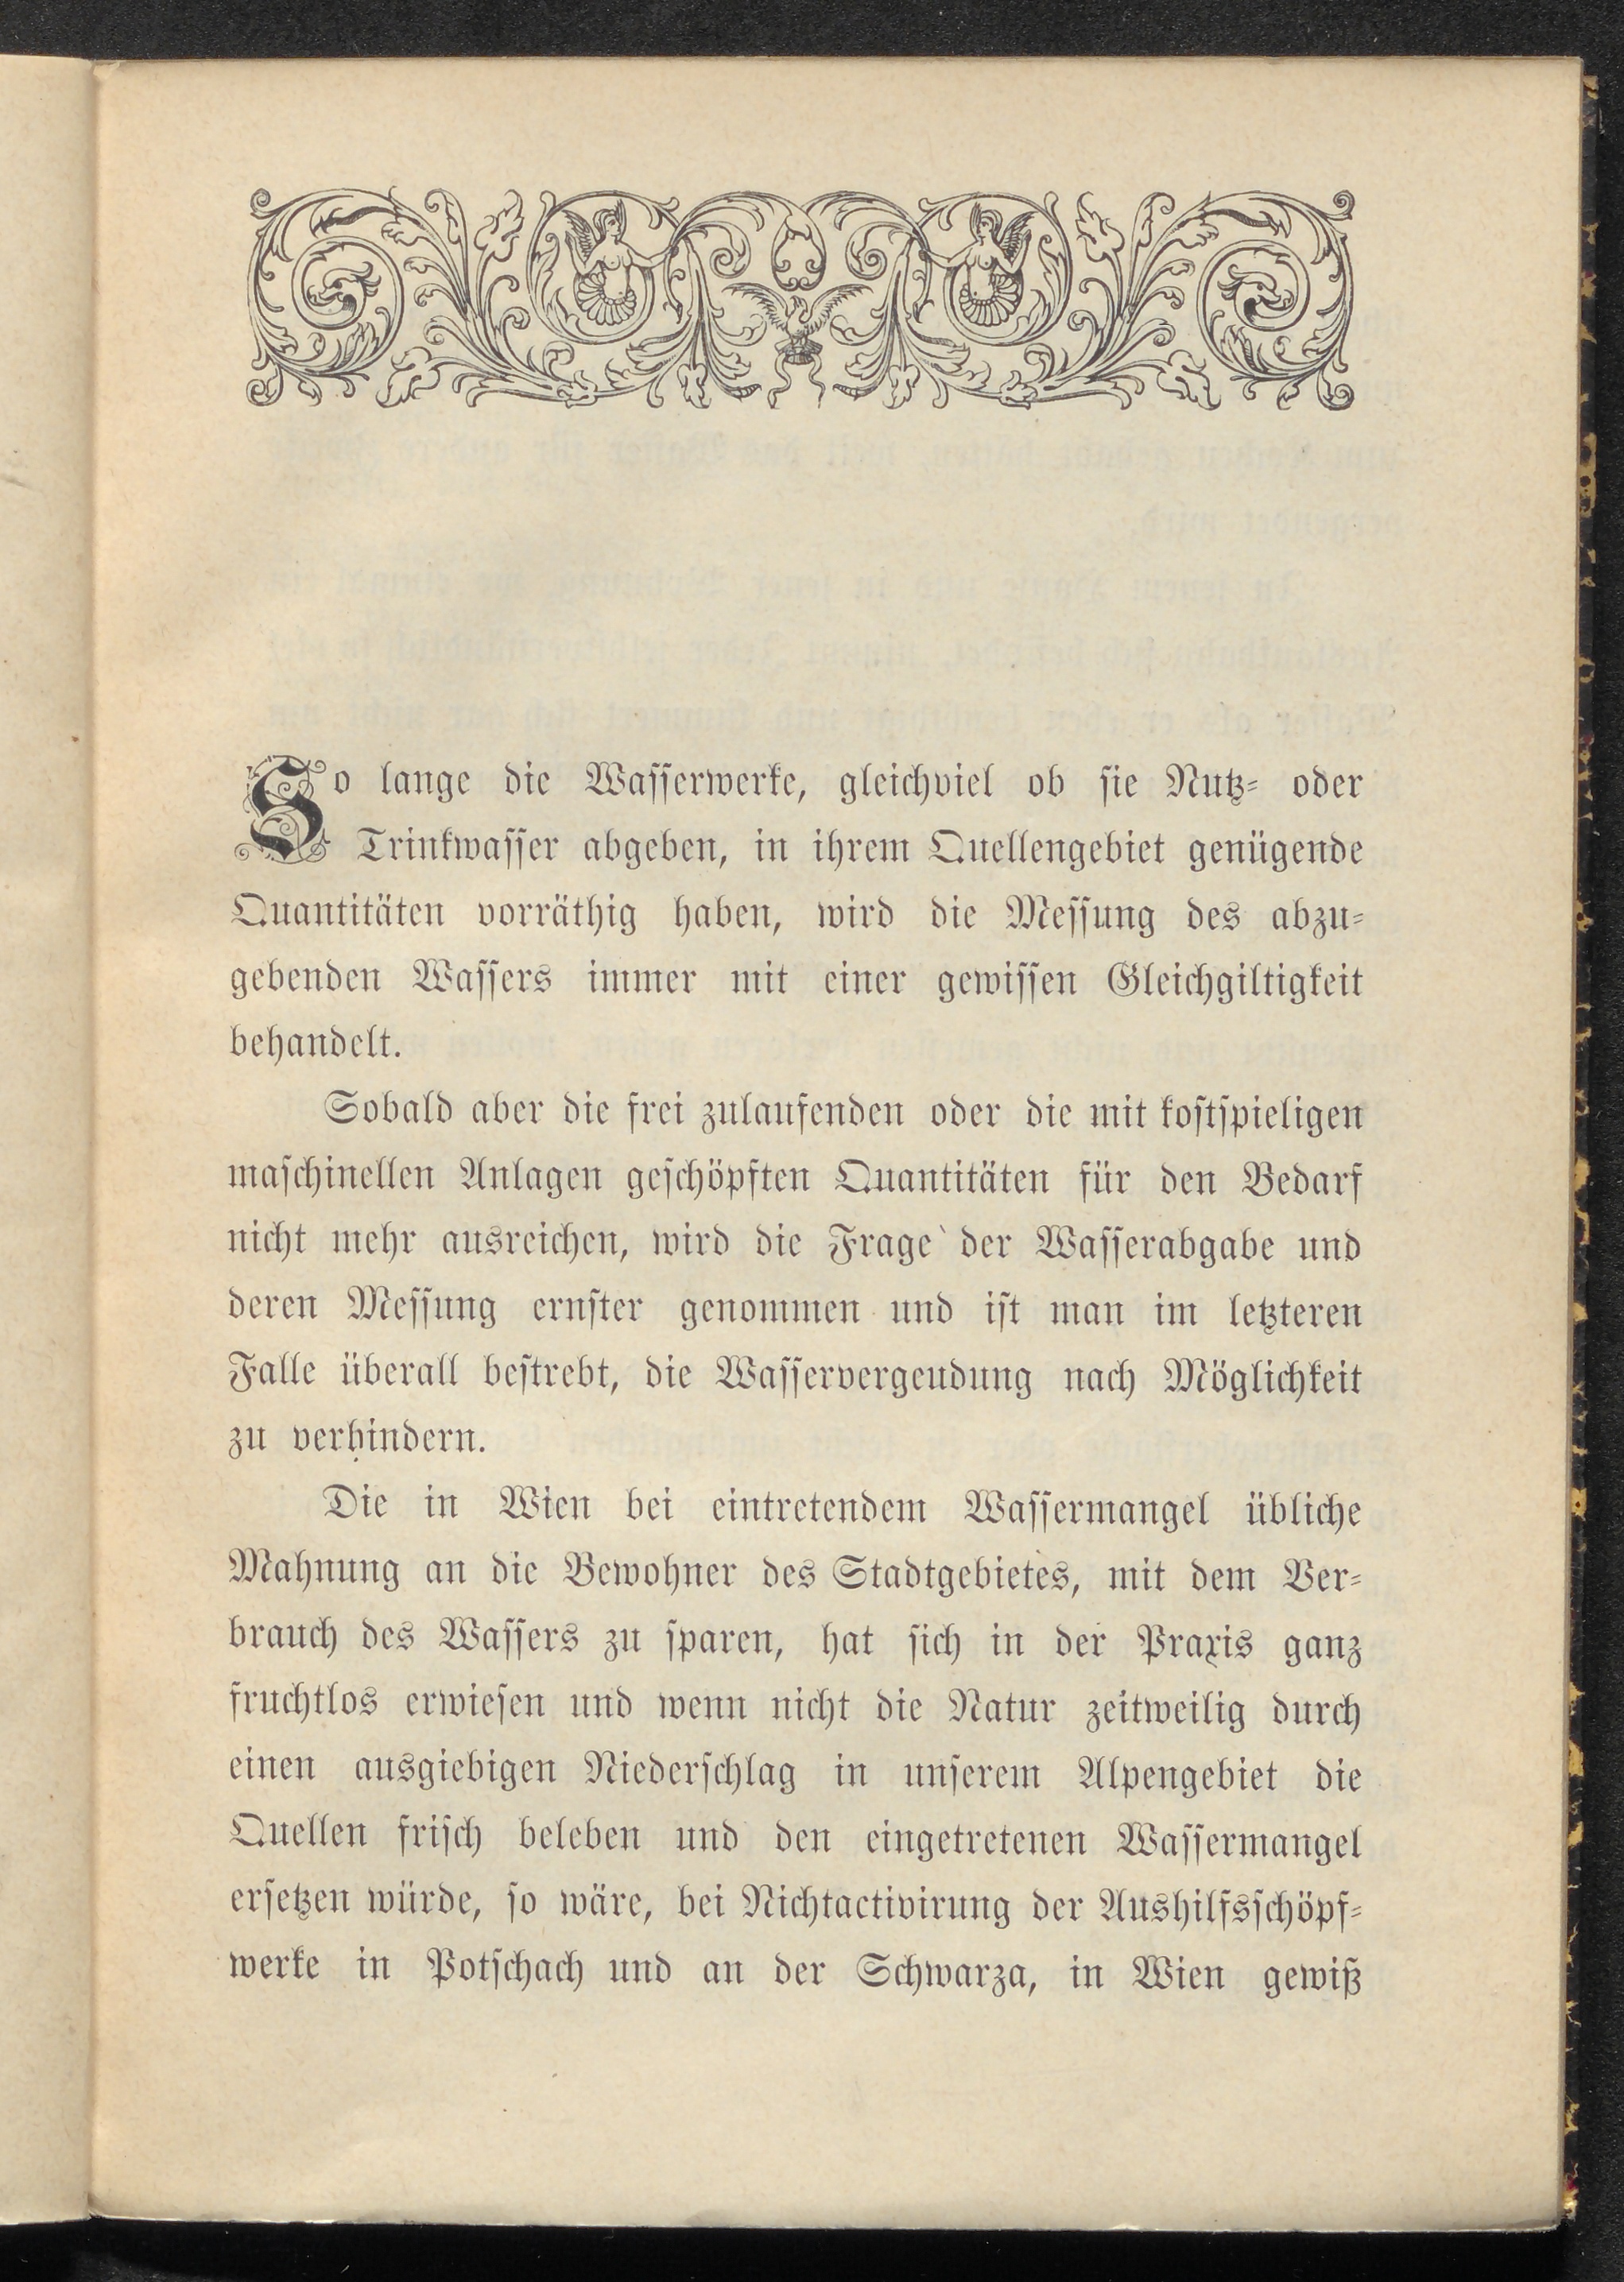 So lange die Wasserwerke, gleichviel ob sie Nutz- oder
Trinkwasser abgeben, in ihrem Quellengebiet genügende
Quantitäten vorräthig haben, wird die Messung des abzu-
gebenden Wassers immer mit einer gewissen Gleichgiltigkeit
behandelt.
Sobald aber die frei zulaufenden oder die mit kostspieligen
maschinellen Anlagen geschöpften Quantitäten für den Bedarf
nicht mehr ausreichen, wird die Frage der Wasserabgabe und
deren Messung ernster genommen und ist man im letzteren
Falle überall bestrebt, die Wasservergeudung nach Möglichkeit
zu verhindern.
Die in Wien bei eintretendem Wassermangel übliche
Mahnung an die Bewohner des Stadtgebietes, mit dem Ver-
brauch des Wassers zu sparen, hat sich in der Praxis ganz
fruchtlos erwiesen und wenn nicht die Natur zeitweilig durch
einen ausgiebigen Niederschlag in unserem Alpengebiet die
Quellen frisch beleben und den eingetretenen Wassermangel
ersetzen würde, so wäre, bei Nichtactivirung der Aushilfsschöpf-
werke in Potschach und an der Schwarza, in Wien gewiß